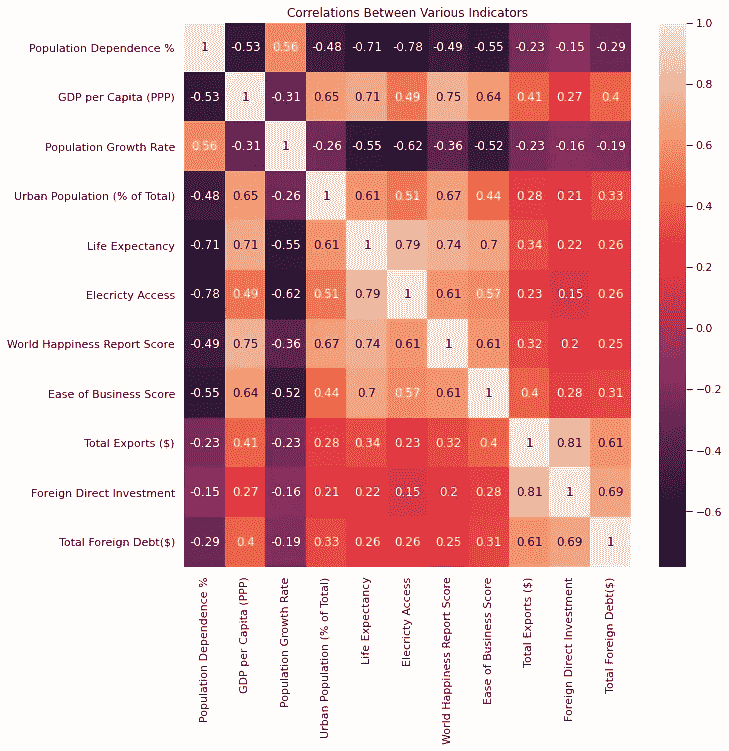 Correlations Between Various Indicators
Population Dependence % 1 -0.53 0.56 -0.48 -0.71 -0.78 -0.49 -0.55 -0.23 -0.15 -0.29
GDP per Capita (PPP) -0.53 1 -0.31 0.65 0.71 0.49 0.75 0.64 0.41 0.27 0.4
Population Growth Rate 0.56 -0.31 1 -0.26 -0.55 -0.62 -0.36 -0.52 -0.23 -0.16 -0.19
Urban Population (% of Total) -0.48 0.65 -0.26 1 0.61 0.51 0.67 0.44 0.28 0.21 0.33
Life Expectancy -0.71 0.71 -0.55 0.61 1 0.79 0.74 0.7 0.34 0.22 0.26
Elecricty Access -0.78 0.49 -0.62 0.51 0.79 1 0.61 0.57 0.23 0.15 0.26
World Happiness Report Score -0.49 0.75 -0.36 0.67 0.74 0.61 1 0.61 0.32 0.2 0.25
Ease of Business Score -0.55 0.64 -0.52 0.44 0.7 0.57 0.61 1 0.4 0.28 0.31
Total Exports ($) -0.23 0.41 -0.23 0.28 0.34 0.23 0.32 0.4 1 0.81 0.61
Foreign Direct Investment -0.15 0.27 -0.16 0.21 0.22 0.15 0.2 0.28 0.81 1 0.69
Total Foreign Debt($) -0.29 0.4 -0.19 0.33 0.26 0.26 0.25 0.31 0.61 0.69 1
Population Dependence %
GDP per Capita (PPP)
Population Growth Rate
Urban Population (% of Total)
Life Expectancy
Elecricty Access
World Happiness Report Score
Ease of Business Score
Total Exports ($)
Foreign Direct Investment
Total Foreign Debt($)
1.0
0.8
0.6
0.4
0.2
0.0
−0.2
−0.4
−0.6